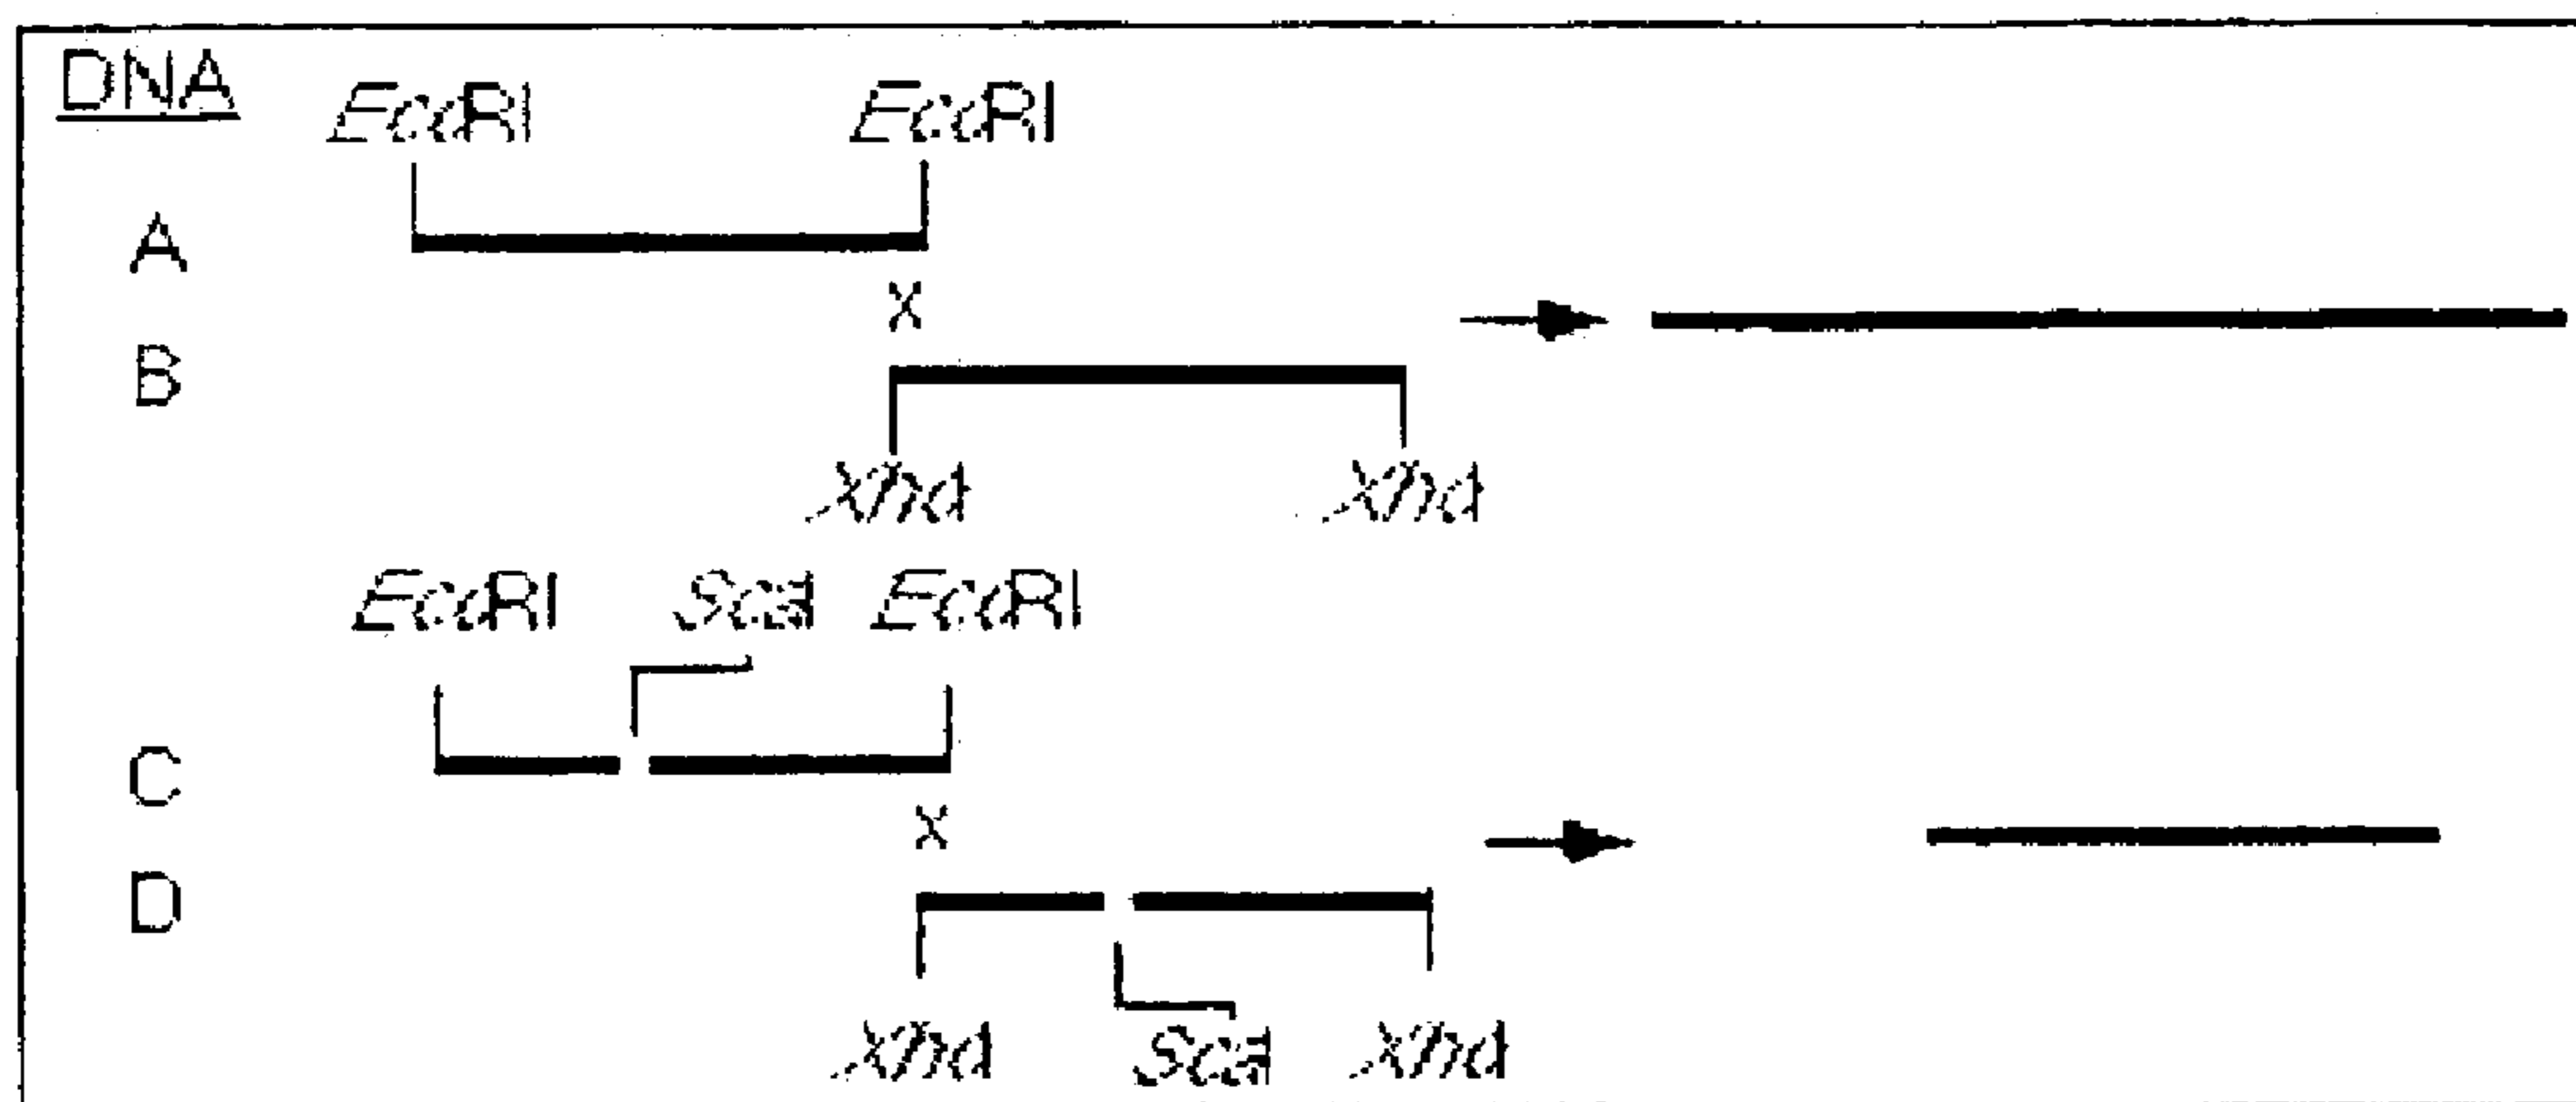 DNA
EcoRI EcoRI
A
X
B
XhoI XhoI
EcoRI ScaI EcoRI
C
X
D
XhoI ScaI XhoI